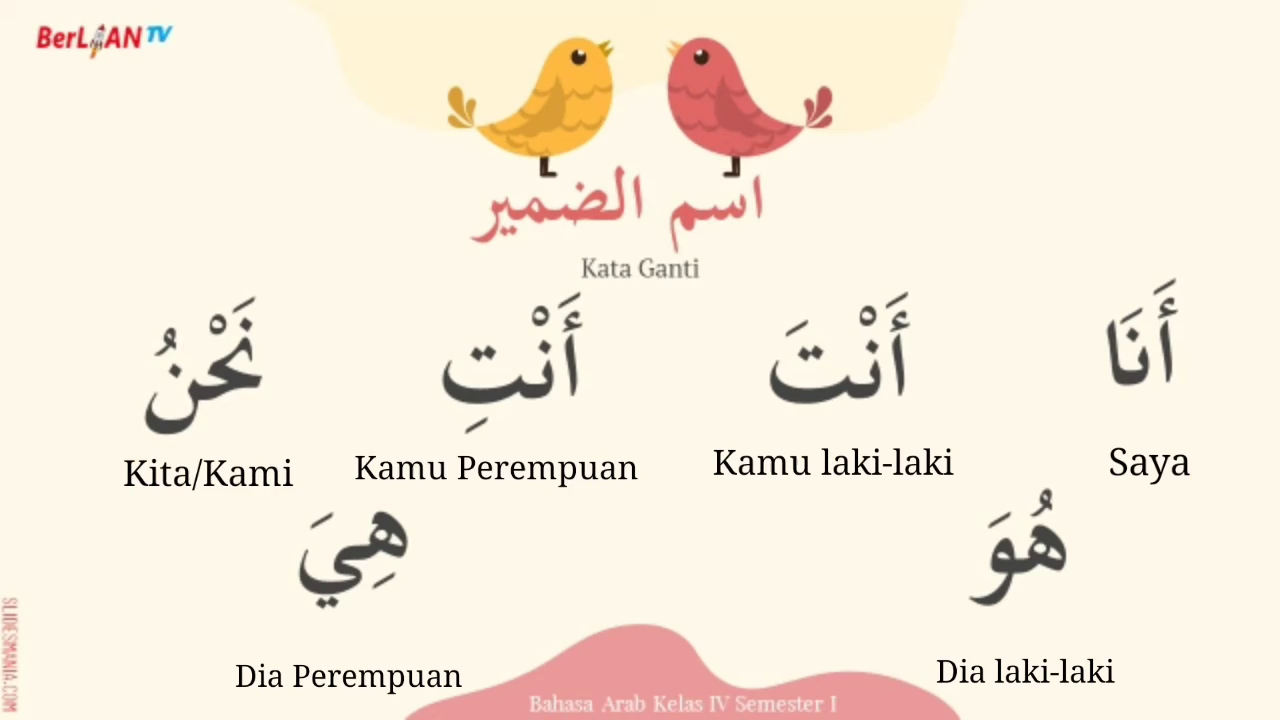 BerLIAN TV
اسم الضمير
Kata Ganti
أَنَا أَنْتَ أَنْتِ نَحْنُ
Saya Kamu laki-laki Kamu Perempuan Kita/Kami
هُوَ هِيَ
Dia laki-laki Dia Perempuan
Bahasa Arab Kelas IV Semester I
SLIDESMANIA.COM